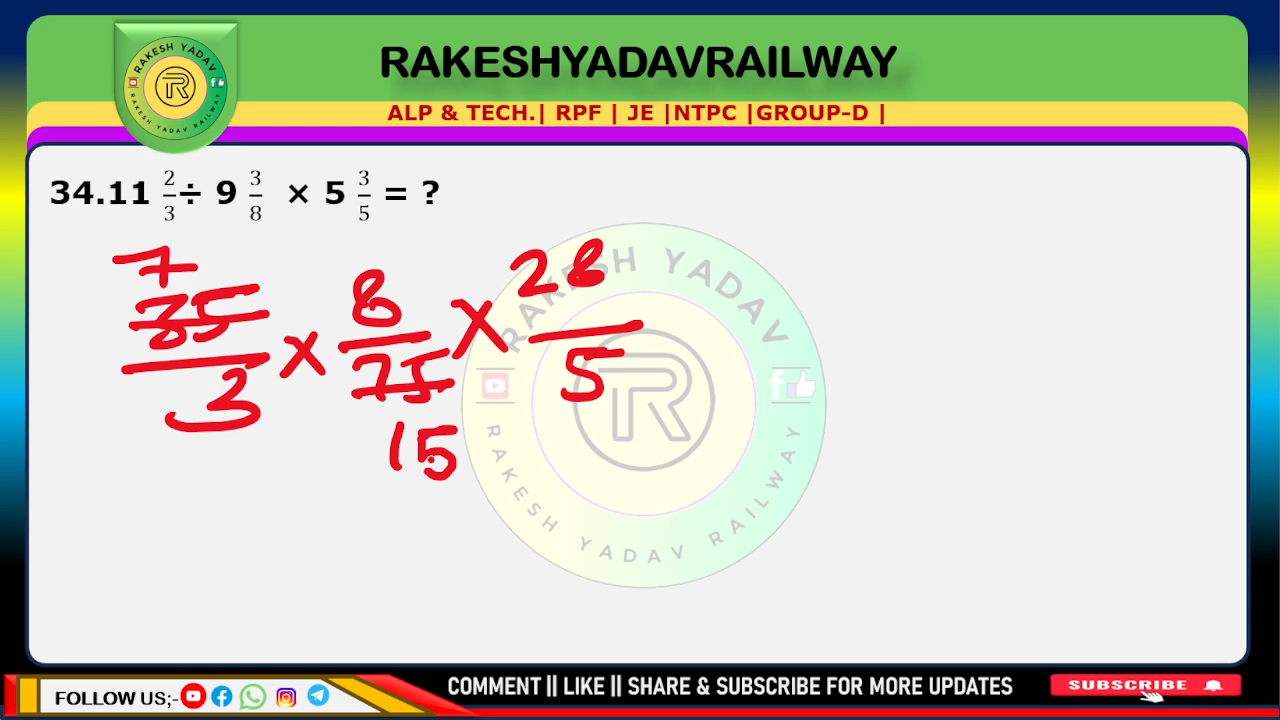 RAKESH YADAV
RAKESH YADAV RAILWAY
RAKESHYADAVRAILWAY
ALP & TECH.| RPF | JE |NTPC |GROUP-D |
34.11 2/3 ÷ 9 3/8 × 5 3/5 = ?
7
35/3 × 8/75 × 28/5
15
RAKESH YADAV
RAKESH YADAV RAILWAY
FOLLOW US;-
COMMENT || LIKE || SHARE & SUBSCRIBE FOR MORE UPDATES
SUBSCRIBE